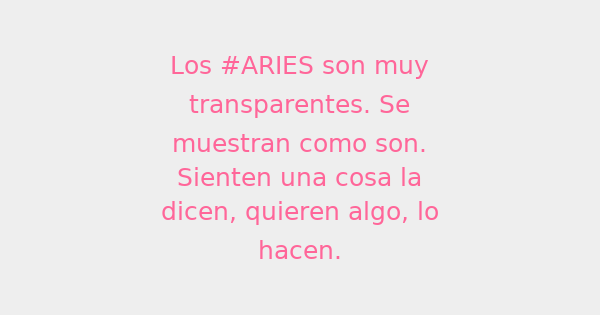 Los #ARIES son muy
transparentes. Se
muestran como son.
Sienten una cosa la
dicen, quieren algo, lo
hacen.